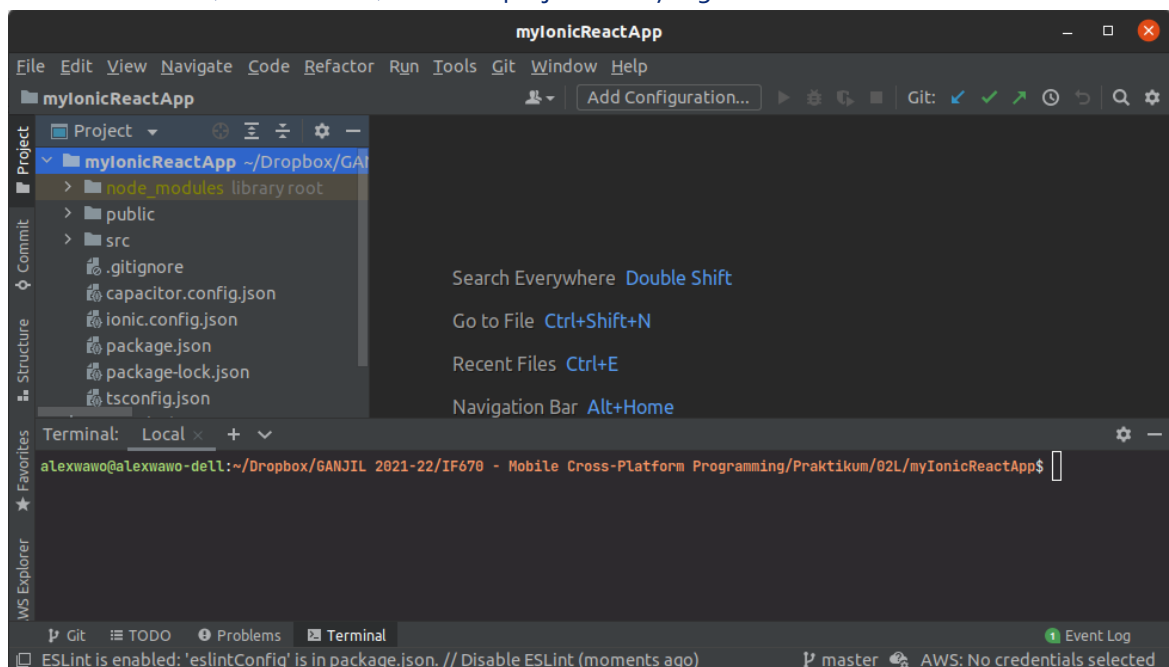 myIonicReactApp
File Edit View Navigate Code Refactor Run Tools Git Window Help
myIonicReactApp Add Configuration... Git:
Project
Project
myIonicReactApp ~/Dropbox/GA
node_modules library root
public
src
Commit
.gitignore
capacitor.config.json
ionic.config.json
Structure
package.json
package-lock.json
tsconfig.json
Search Everywhere Double Shift
Go to File Ctrl+Shift+N
Recent Files Ctrl+E
Navigation Bar Alt+Home
Terminal: Local
Favorites
alexwawo@alexwawo-dell:~/Dropbox/GANJIL 2021-22/IF670 - Mobile Cross-Platform Programming/Praktikum/02L/myIonicReactApp$
WS Explorer
Git TODO Problems Terminal 1 Event Log
ESLint is enabled: 'eslintConfig' is in package.json. // Disable ESLint (moments ago) master AWS: No credentials selected